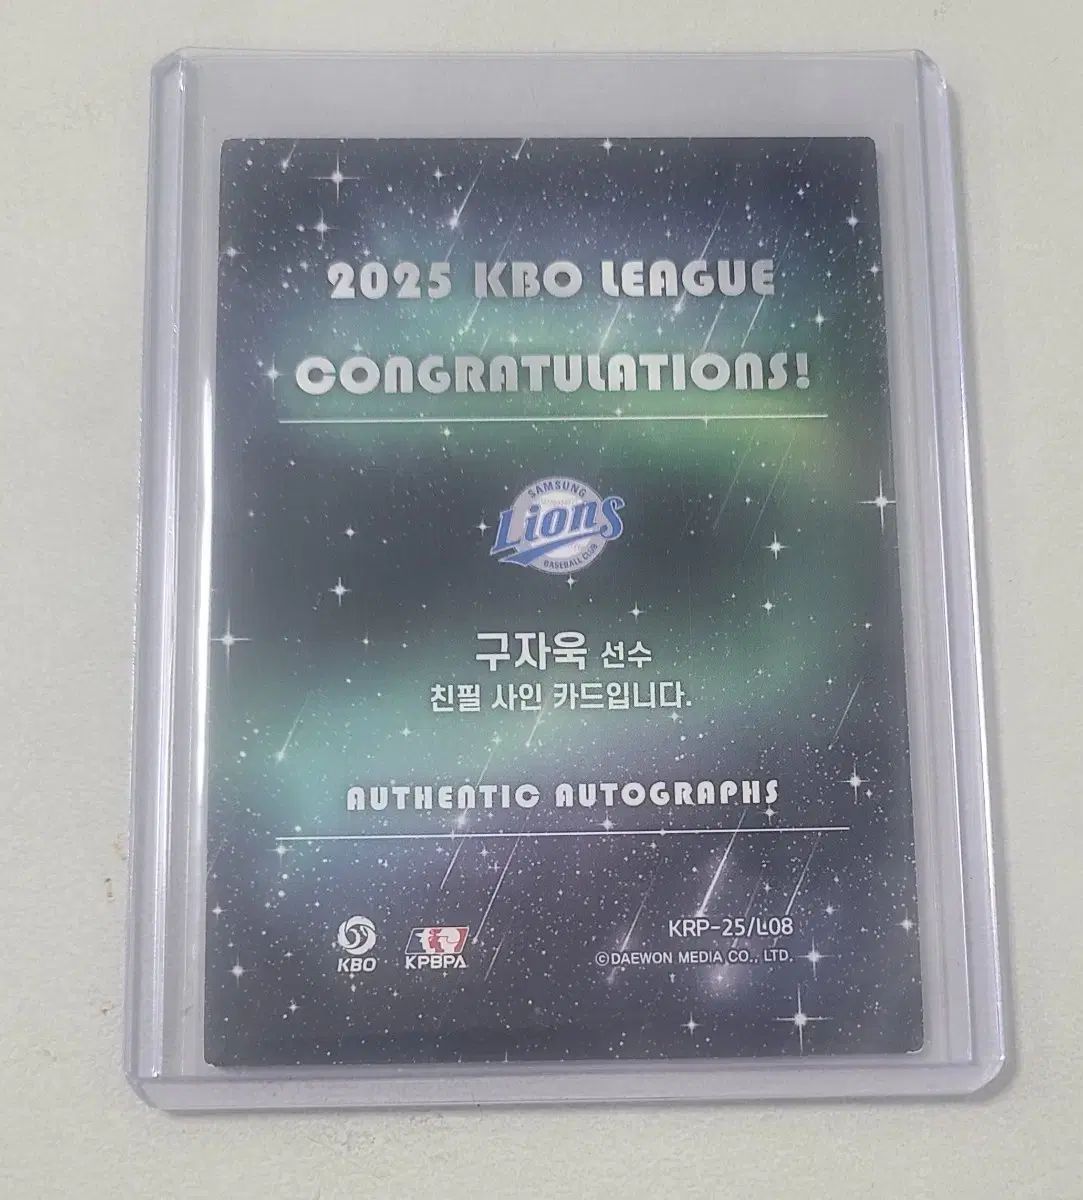 2025 KBO LEAGUE
CONGRATULATIONS!
SAMSUNG
Lions
BASEBALL CLUB
구자욱 선수
친필 사인 카드입니다.
AUTHENTIC AUTOGRAPHS
KBO
KPBPA
KRP-25/L08
©DAEWON MEDIA CO., LTD.